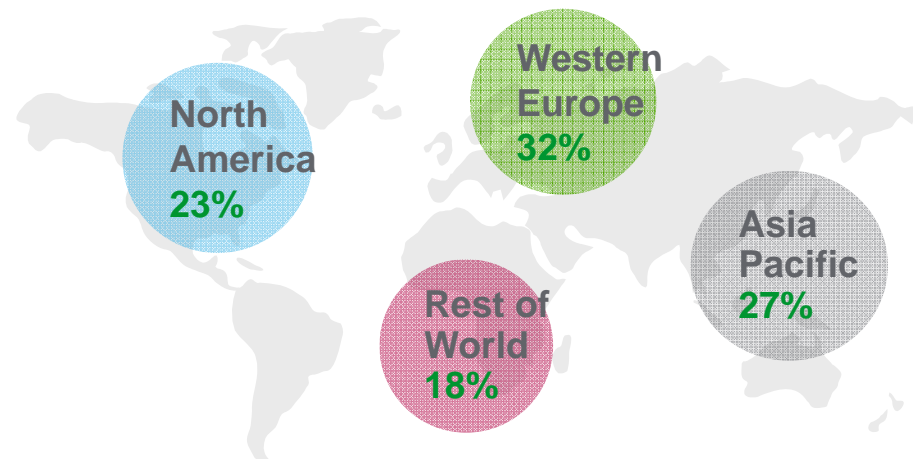 North
America
23%
Western
Europe
32%
Asia
Pacific
27%
Rest of
World
18%